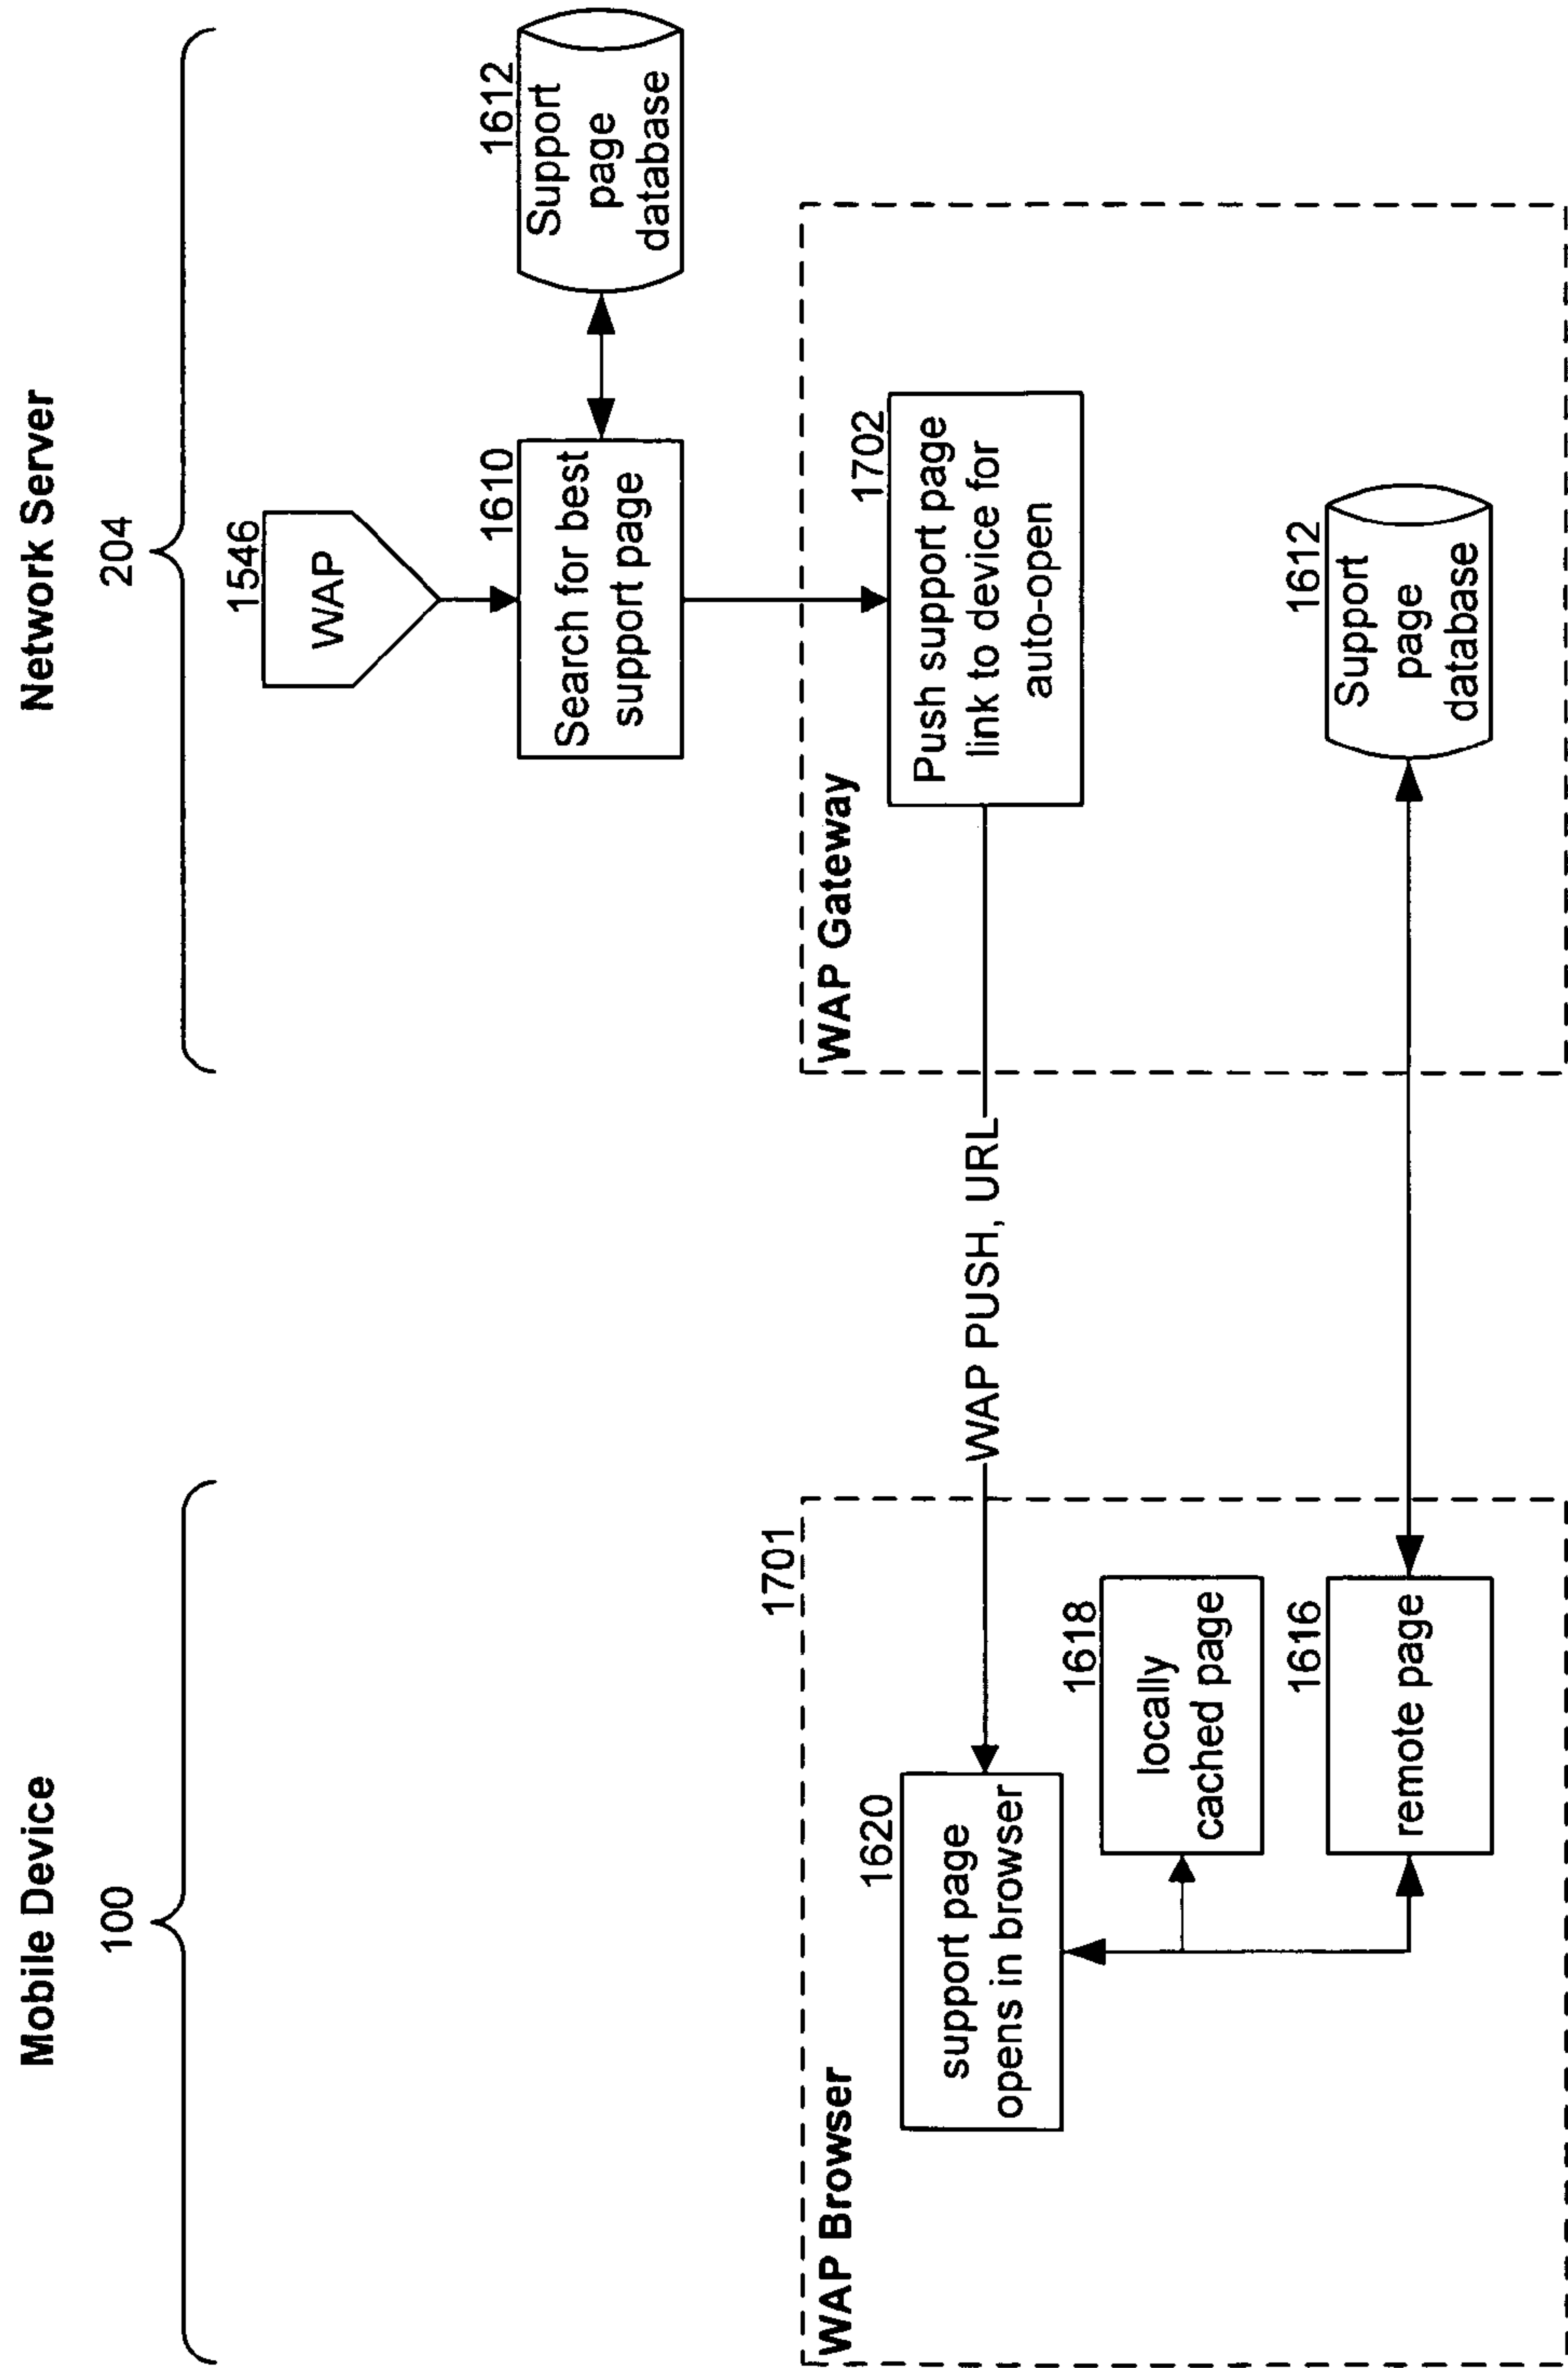 Mobile Device
100
Network Server
204
1546
WAP
1610
Search for best
support page
1612
Support
page
database
WAP Browser
1701
1620
support page
opens in browser
1618
locally
cached page
1616
remote page
WAP PUSH, URL
WAP Gateway
1702
Push support page
link to device for
auto-open
1612
Support
page
database